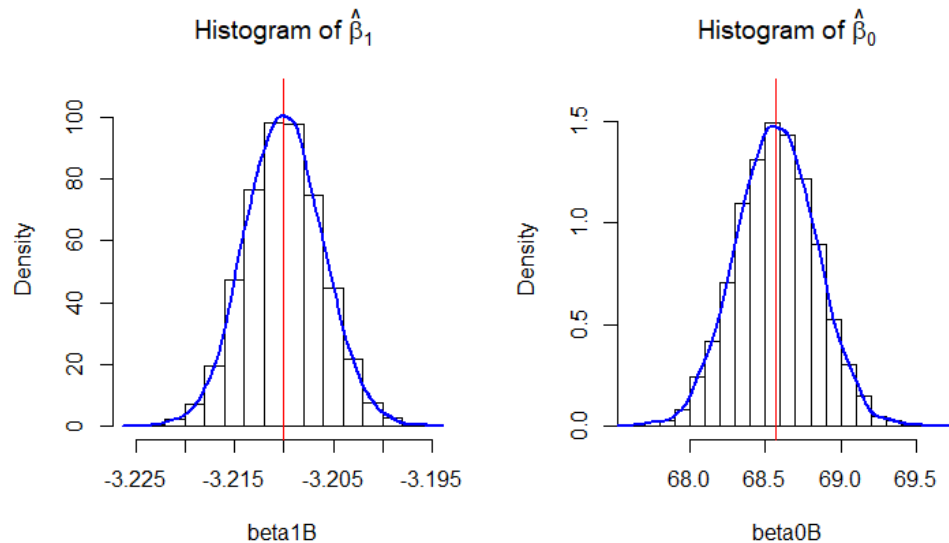 Histogram of β̂₁
Density
0 20 40 60 80 100
-3.225 -3.215 -3.205 -3.195
beta1B
Histogram of β̂₀
Density
0.0 0.5 1.0 1.5
68.0 68.5 69.0 69.5
beta0B